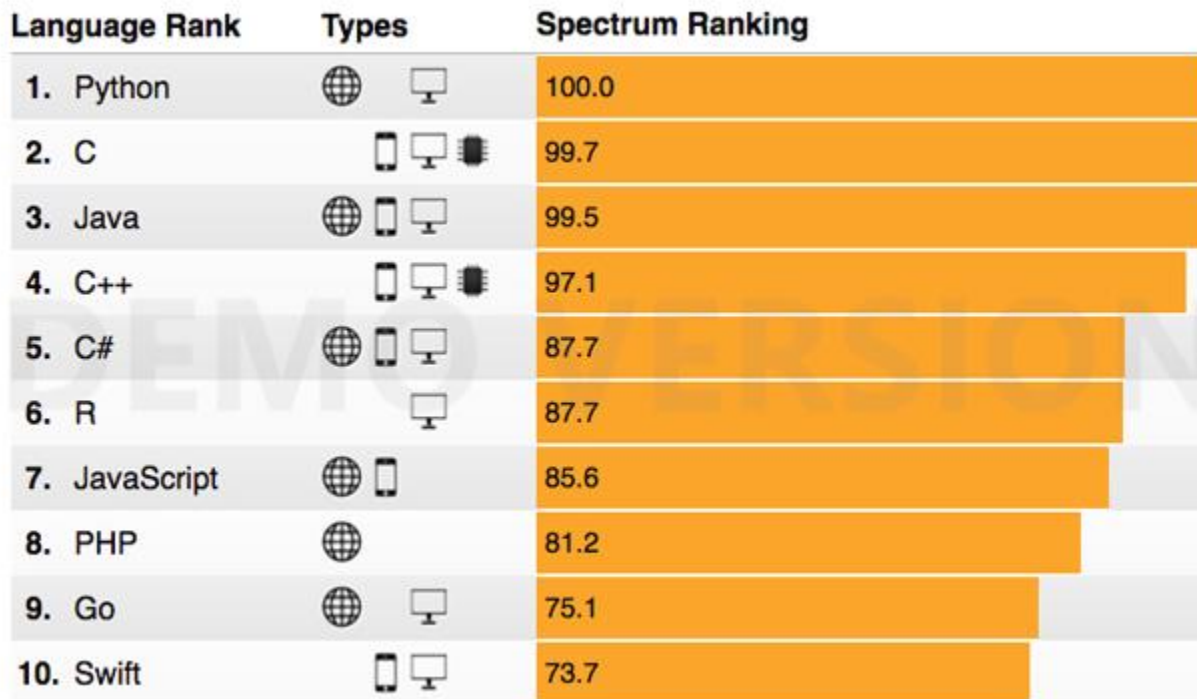 Language Rank Types Spectrum Ranking
1. Python 100.0
2. C 99.7
3. Java 99.5
4. C++ 97.1
DEMO VERSION
5. C# 87.7
6. R 87.7
7. JavaScript 85.6
8. PHP 81.2
9. Go 75.1
10. Swift 73.7